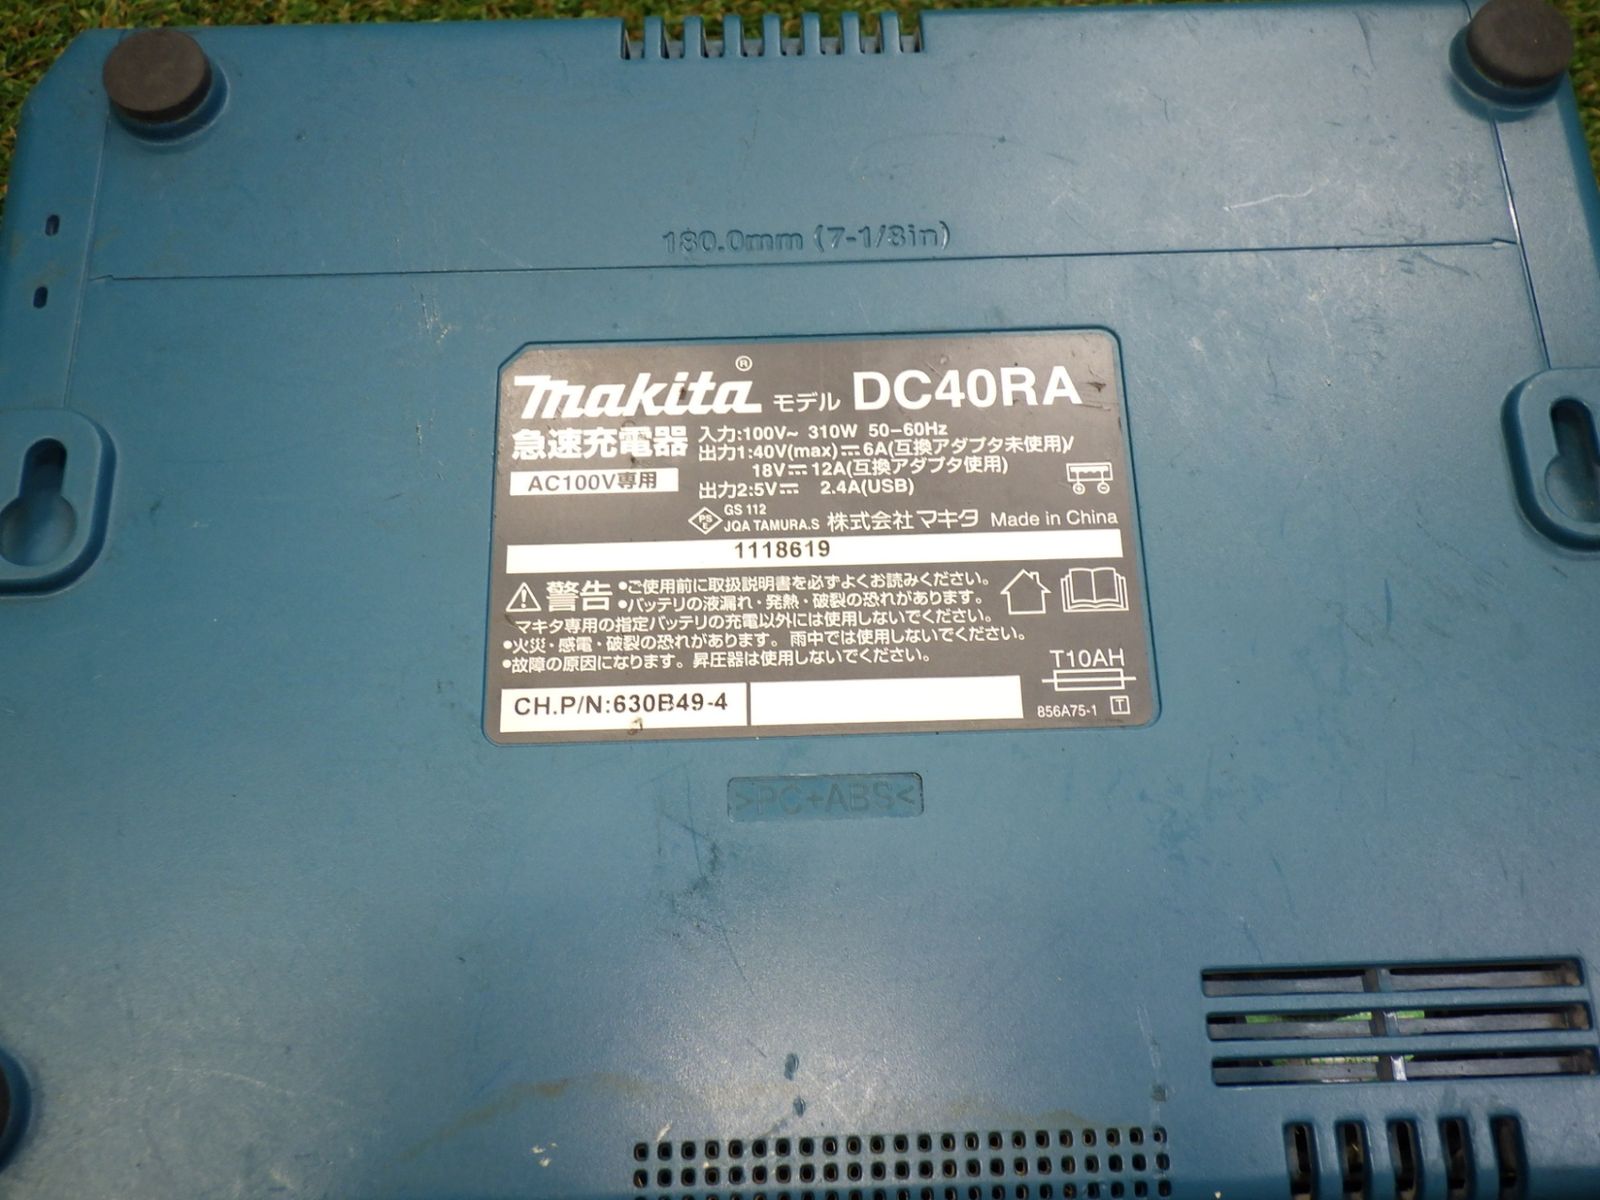 180.0mm (7-1/8in)
makita® モデル DC40RA
急速充電器
AC100V専用
入力:100V~ 310W 50-60Hz
出力1:40V(max)⎓6A(互換アダプタ未使用)/
18V⎓12A(互換アダプタ使用)
出力2:5V⎓ 2.4A(USB)
PS E
GS 112
JQA TAMURA.S 株式会社マキタ Made in China
1118619
警告 •ご使用前に取扱説明書を必ずよくお読みください。
•バッテリの液漏れ・発熱・破裂の恐れがあります。
マキタ専用の指定バッテリの充電以外には使用しないでください。
•火災・感電・破裂の恐れがあります。雨中では使用しないでください。
•故障の原因になります。昇圧器は使用しないでください。
T10AH
CH.P/N:630B49-4
856A75-1 T
>PC+ABS<